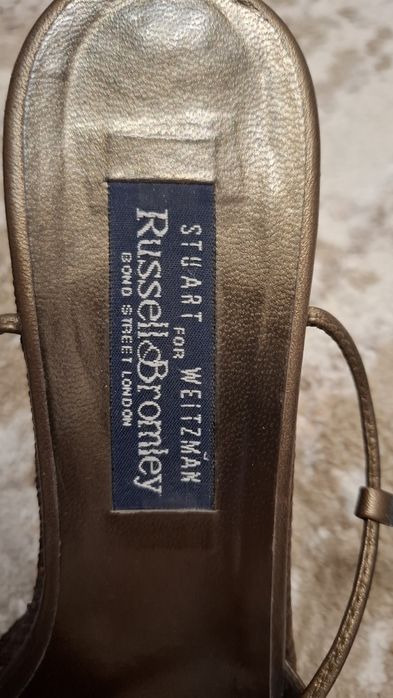 STUART WEITZMAN
FOR
Russell & Bromley
BOND STREET LONDON